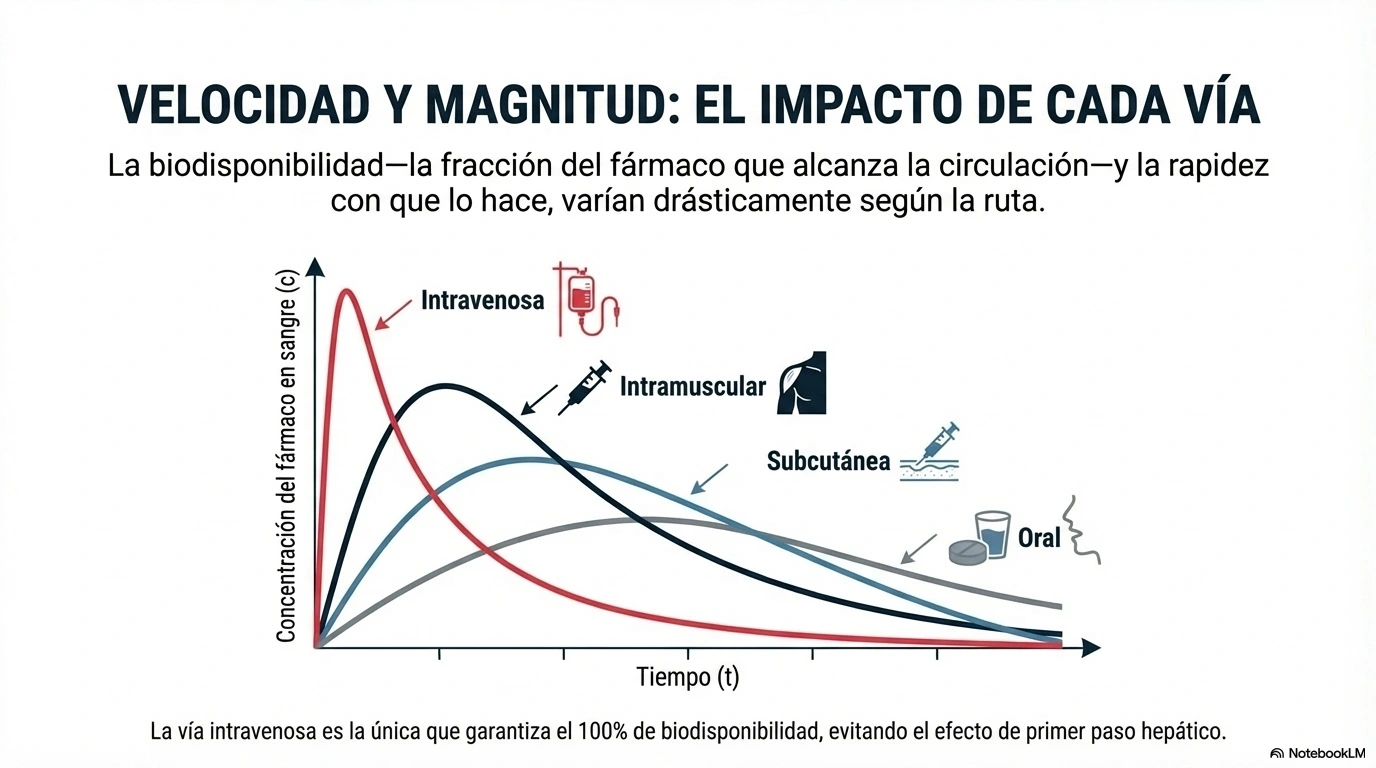 VELOCIDAD Y MAGNITUD: EL IMPACTO DE CADA VÍA
La biodisponibilidad—la fracción del fármaco que alcanza la circulación—y la rapidez
con que lo hace, varían drásticamente según la ruta.
Concentración del fármaco en sangre (c)
Intravenosa
Intramuscular
Subcutánea
Oral
Tiempo (t)
La vía intravenosa es la única que garantiza el 100% de biodisponibilidad, evitando el efecto de primer paso hepático.
NotebookLM